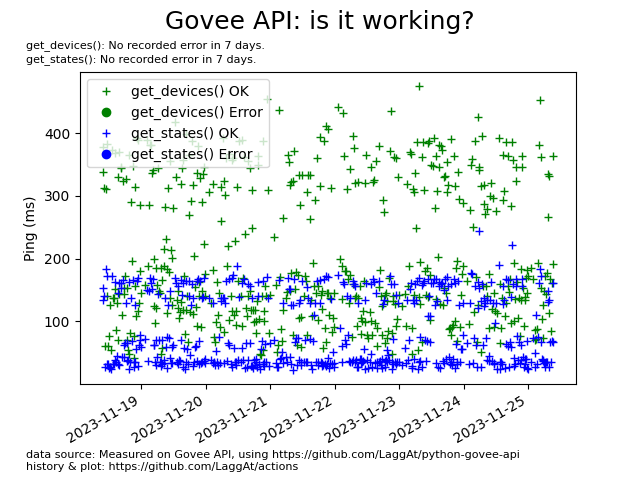 Govee API: is it working?
get_devices(): No recorded error in 7 days.
get_states(): No recorded error in 7 days.
get_devices() OK
get_devices() Error
get_states() OK
get_states() Error
Ping (ms)
400
300
200
100
2023-11-19
2023-11-20
2023-11-21
2023-11-22
2023-11-23
2023-11-24
2023-11-25
data source: Measured on Govee API, using https://github.com/LaggAt/python-govee-api
history & plot: https://github.com/LaggAt/actions